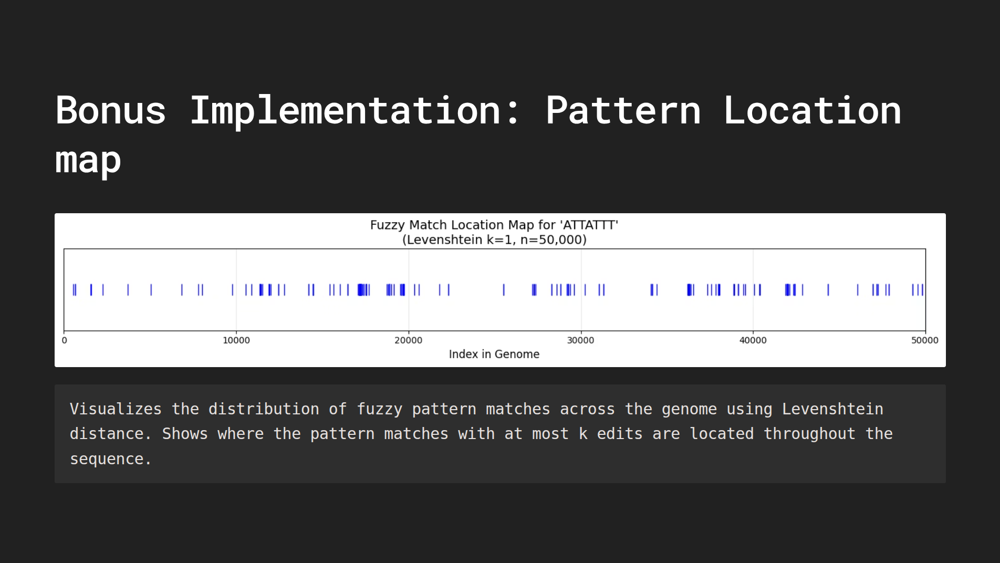 Bonus Implementation: Pattern Location
map
Fuzzy Match Location Map for 'ATTATTT'
(Levenshtein k=1, n=50,000)
0 10000 20000 30000 40000 50000
Index in Genome
Visualizes the distribution of fuzzy pattern matches across the genome using Levenshtein
distance. Shows where the pattern matches with at most k edits are located throughout the
sequence.